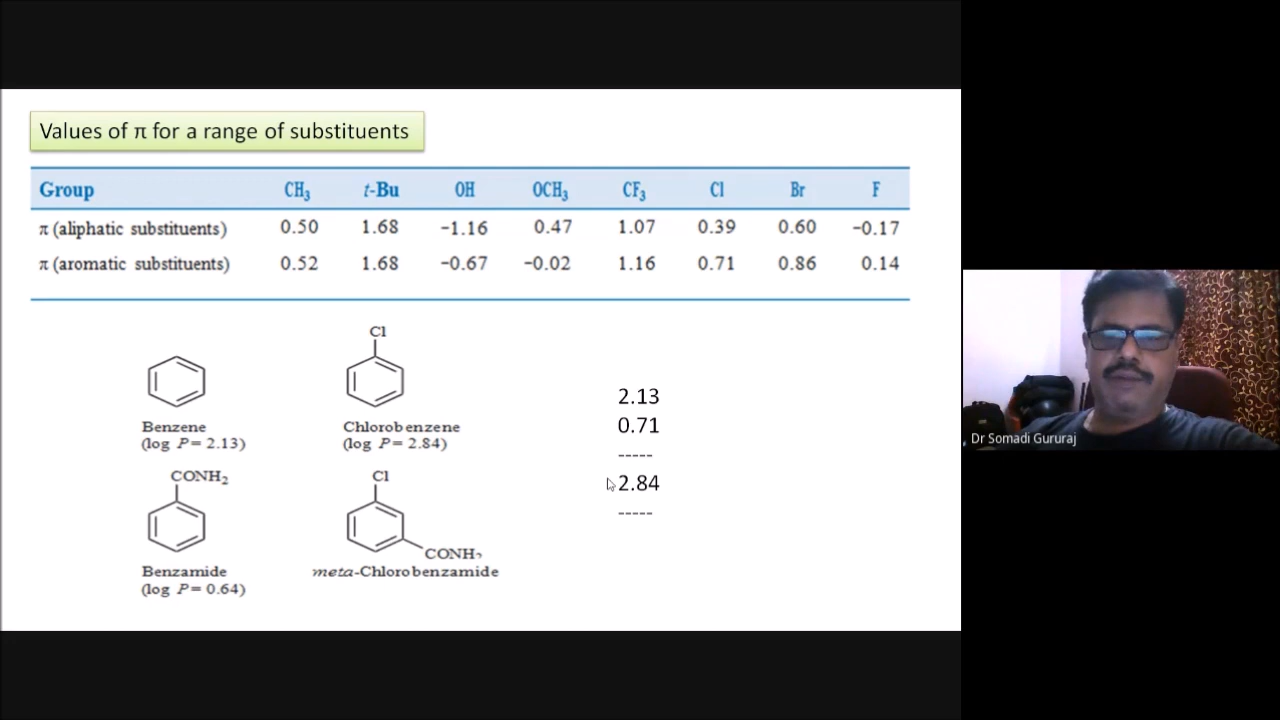 Values of π for a range of substituents
Group CH₃ t-Bu OH OCH₃ CF₃ Cl Br F
π (aliphatic substituents) 0.50 1.68 −1.16 0.47 1.07 0.39 0.60 −0.17
π (aromatic substituents) 0.52 1.68 −0.67 −0.02 1.16 0.71 0.86 0.14
Cl
Benzene
(log P= 2.13)
Chlorobenzene
(log P= 2.84)
CONH₂
Benzamide
(log P= 0.64)
Cl
CONH₂
meta-Chlorobenzamide
2.13
0.71
-----
2.84
-----
Dr Somadi Gururaj